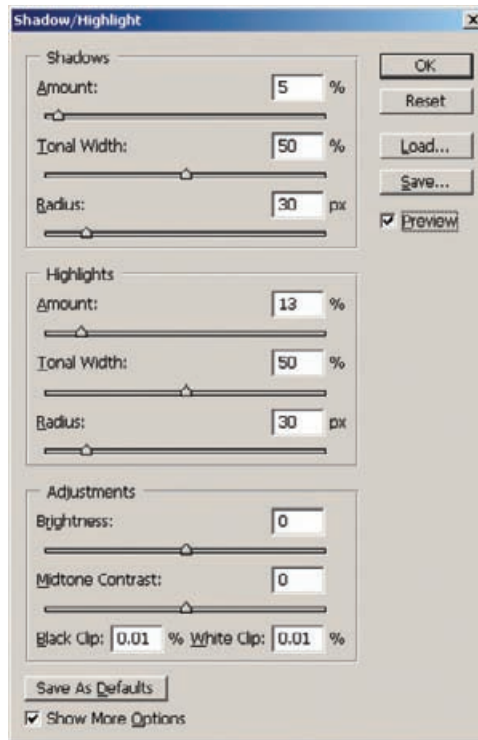 Shadow/Highlight
Shadows
Amount: 5 %
Tonal Width: 50 %
Radius: 30 px
Highlights
Amount: 13 %
Tonal Width: 50 %
Radius: 30 px
Adjustments
Brightness: 0
Midtone Contrast: 0
Black Clip: 0.01 % White Clip: 0.01 %
Save As Defaults
Show More Options
OK
Reset
Load...
Save...
Preview